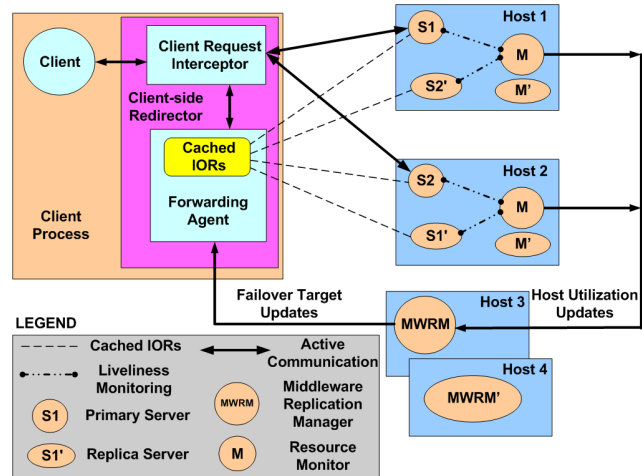 Client
Client Request
Interceptor
Client-side
Redirector
Cached
IORs
Forwarding
Agent
Client
Process
Host 1
S1
M
S2'
M'
Host 2
S2
M
S1'
M'
Failover Target
Updates
Host 3
MWRM
Host Utilization
Updates
Host 4
MWRM'
LEGEND
Cached IORs
Active
Communication
Liveliness
Monitoring
MWRM
Middleware
Replication
Manager
S1
Primary Server
S1'
Replica Server
M
Resource
Monitor